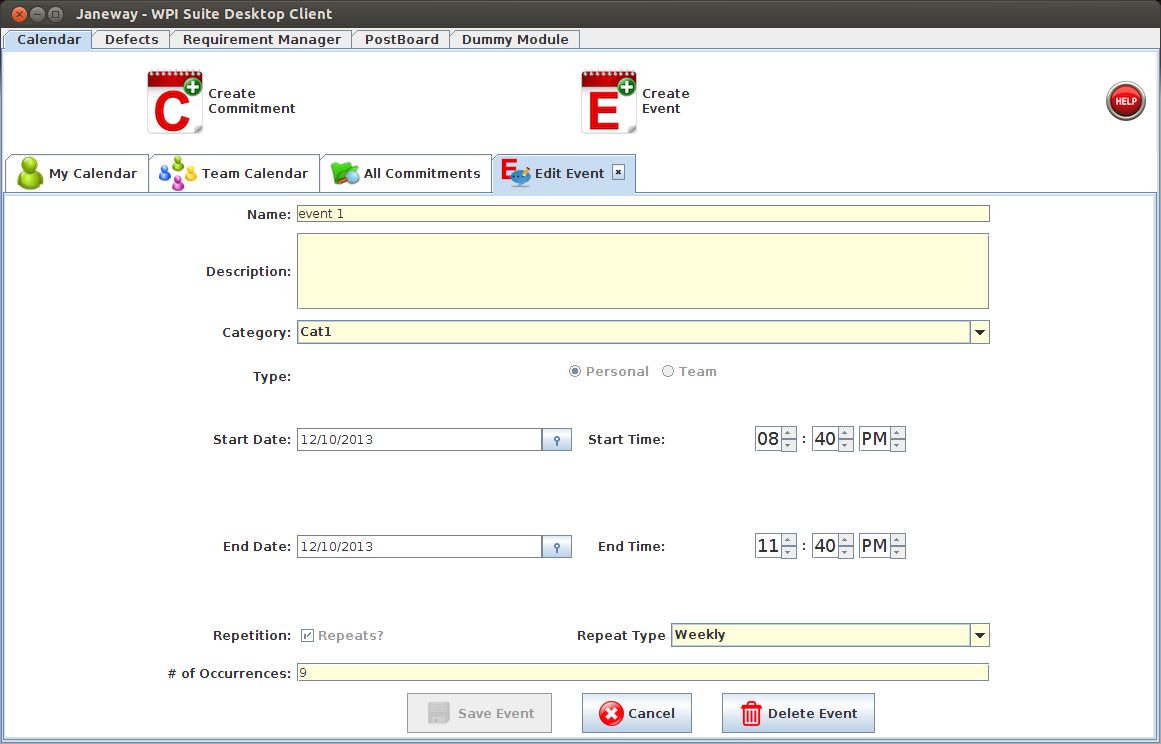 Janeway - WPI Suite Desktop Client
Calendar Defects Requirement Manager PostBoard Dummy Module
C Create Commitment
E Create Event
HELP
My Calendar Team Calendar All Commitments E Edit Event
Name: event 1
Description:
Category: Cat1
Type: Personal Team
Start Date: 12/10/2013 Start Time: 08 : 40 PM
End Date: 12/10/2013 End Time: 11 : 40 PM
Repetition: Repeats? Repeat Type Weekly
# of Occurrences: 9
Save Event Cancel Delete Event